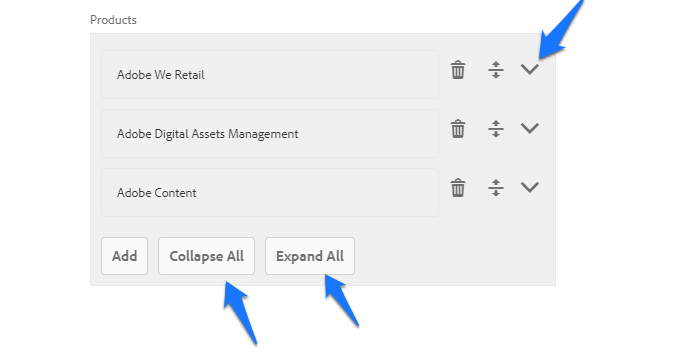 Products
Adobe We Retail
Adobe Digital Assets Management
Adobe Content
Add Collapse All Expand All